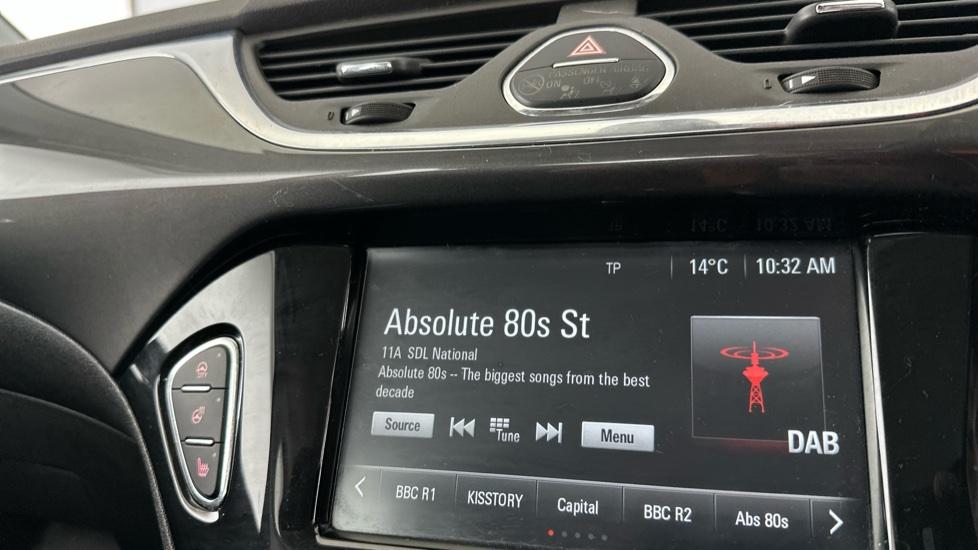 PASSENGER AIRBAG
ON OFF
TP 14°C 10:32 AM
Absolute 80s St
11A SDL National
Absolute 80s -- The biggest songs from the best
decade
Source Tune Menu
DAB
BBC R1 KISSTORY Capital BBC R2 Abs 80s